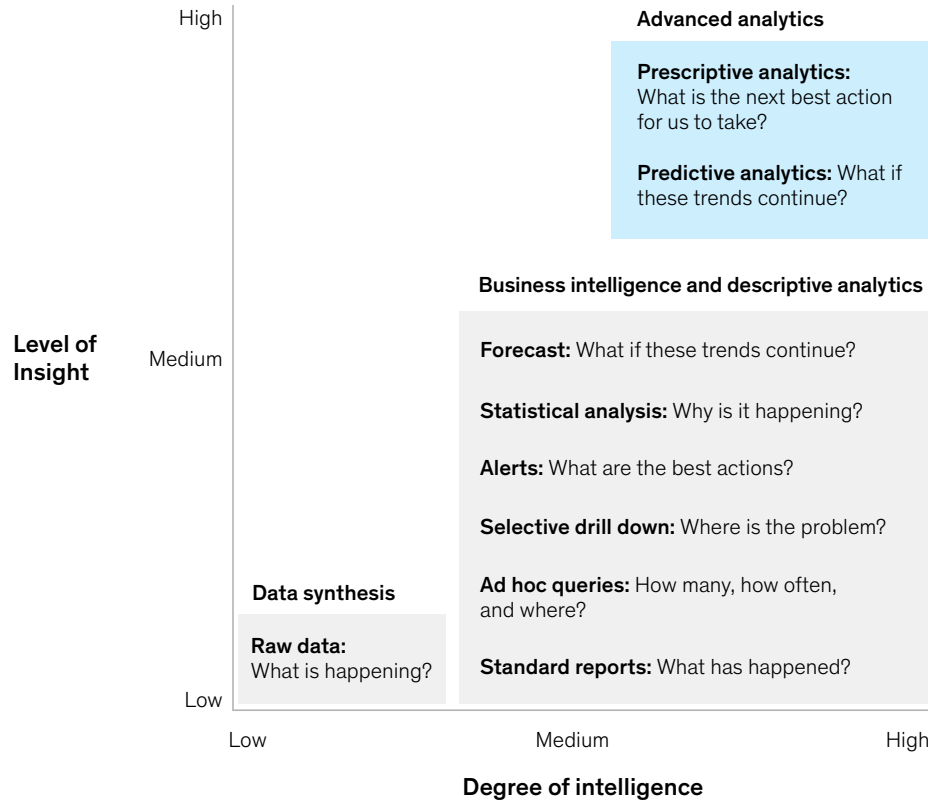 High
Advanced analytics
Prescriptive analytics:
What is the next best action
for us to take?
Predictive analytics: What if
these trends continue?
Business intelligence and descriptive analytics
Level of
Insight
Medium
Forecast: What if these trends continue?
Statistical analysis: Why is it happening?
Alerts: What are the best actions?
Selective drill down: Where is the problem?
Ad hoc queries: How many, how often,
and where?
Standard reports: What has happened?
Data synthesis
Raw data:
What is happening?
Low
Low
Medium
High
Degree of intelligence